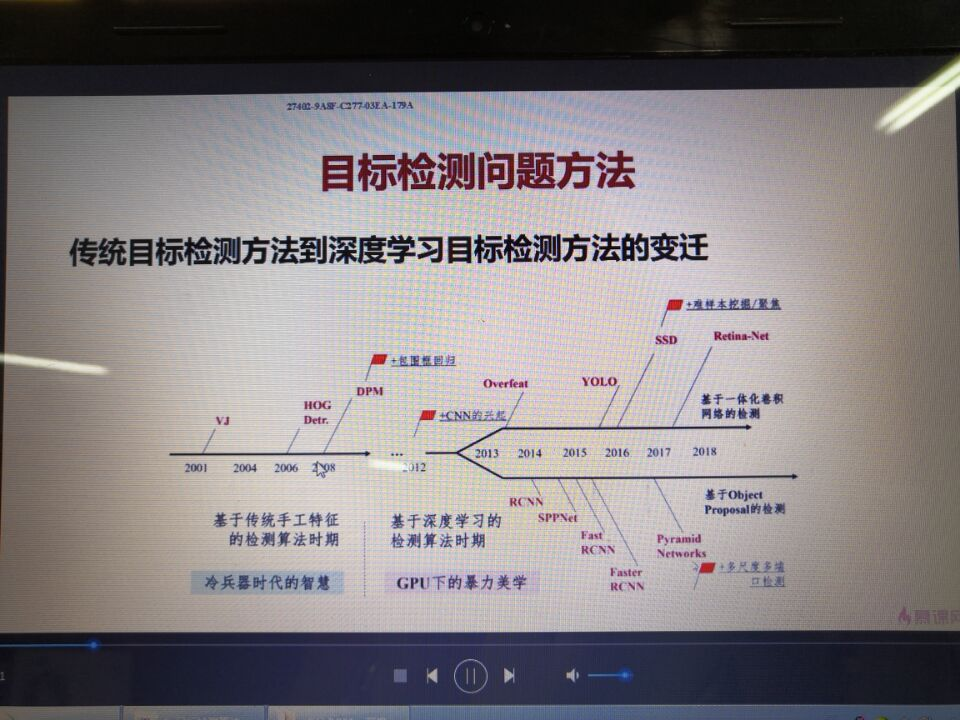 27402-9A8F-C277-03EA-179A
目标检测问题方法
传统目标检测方法到深度学习目标检测方法的变迁
+难样本挖掘/聚焦
SSD
Retina-Net
+包围框回归
DPM
Overfeat
YOLO
HOG
Detr.
VJ
+CNN的兴起
基于一体化卷积
网络的检测
2001 2004 2006 2008 ... 2012 2013 2014 2015 2016 2017 2018
基于Object
Proposal的检测
RCNN
SPPNet
Fast
RCNN
Faster
RCNN
Pyramid
Networks
+多尺度多端
口检测
基于传统手工特征
的检测算法时期
基于深度学习的
检测算法时期
冷兵器时代的智慧
GPU下的暴力美学
慕课网